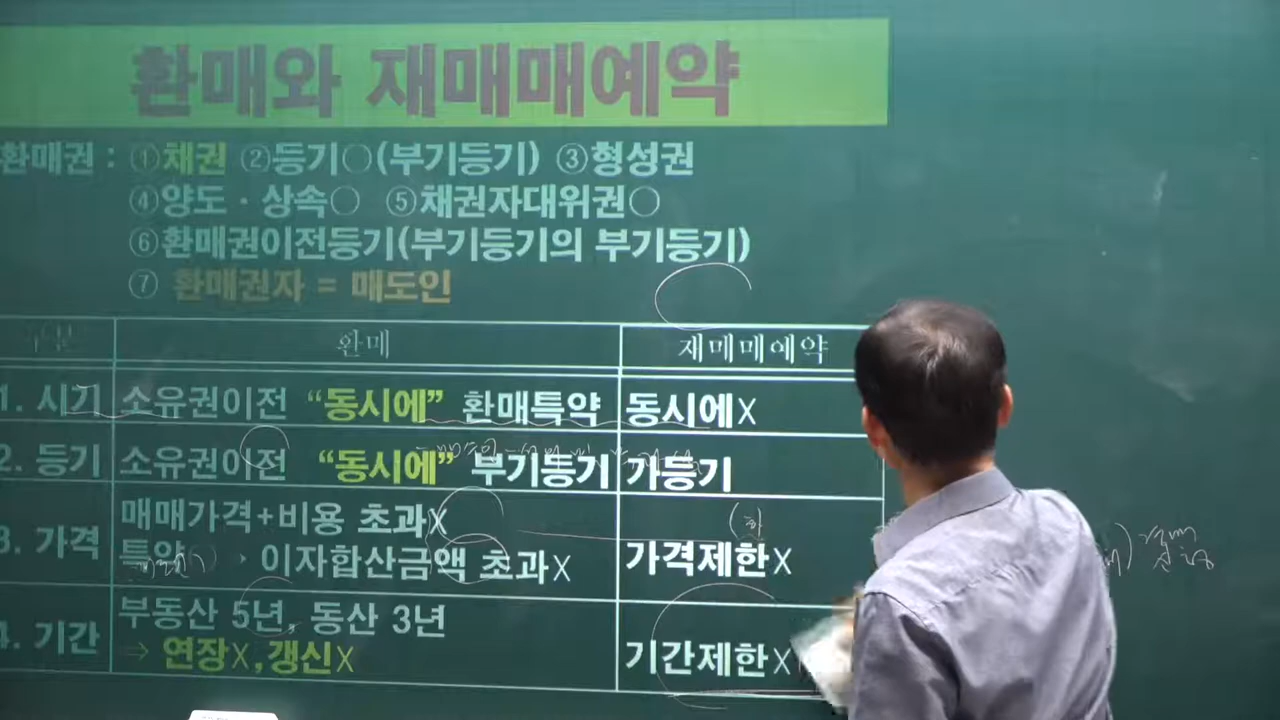 환매와 재매매예약
환매권 : ①채권 ②등기○(부기등기) ③형성권
④양도 · 상속○ ⑤채권자대위권○
⑥환매권이전등기(부기등기의 부기등기)
⑦ 환매권자 = 매도인
구분 환매 재매매예약
1. 시기 소유권이전 “동시에” 환매특약 동시에X
2. 등기 소유권이전 “동시에” 부기등기 가등기
3. 가격 매매가격+비용 초과X
특약 → 이자합산금액 초과X 가격제한X
4. 기간 부동산 5년, 동산 3년
→ 연장X, 갱신X 기간제한X